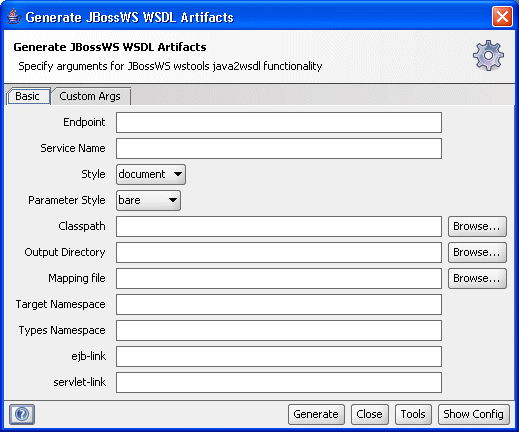 Generate JBossWS WSDL Artifacts
Generate JBossWS WSDL Artifacts
Specify arguments for JBossWS wstools java2wsdl functionality
Basic Custom Args
Endpoint
Service Name
Style document
Parameter Style bare
Classpath Browse...
Output Directory Browse...
Mapping file Browse...
Target Namespace
Types Namespace
ejb-link
servlet-link
? Generate Close Tools Show Config